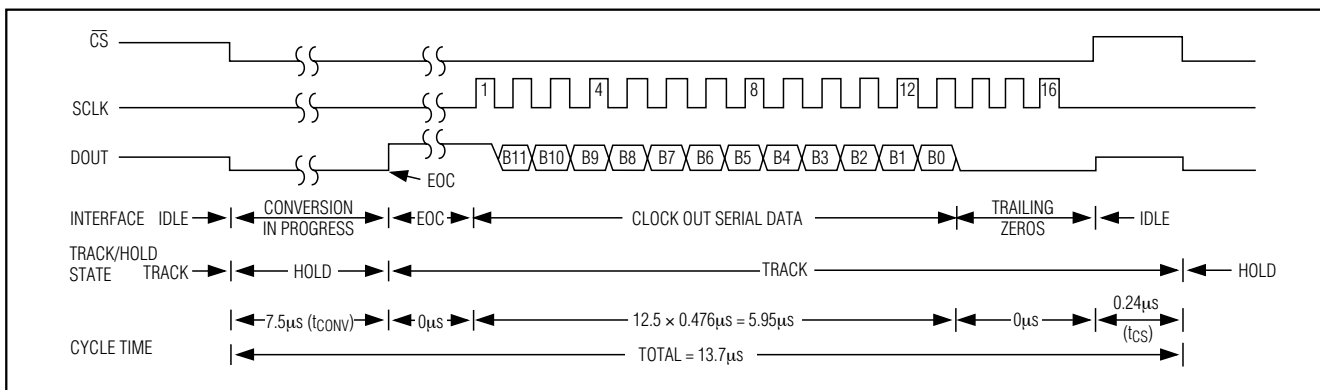 CS
SCLK
1 4 8 12 16
DOUT
B11 B10 B9 B8 B7 B6 B5 B4 B3 B2 B1 B0
EOC
INTERFACE IDLE
CONVERSION
IN PROGRESS
EOC
CLOCK OUT SERIAL DATA
TRAILING
ZEROS
IDLE
TRACK/HOLD
STATE TRACK
HOLD
TRACK
HOLD
CYCLE TIME
7.5µs (tCONV)
0µs
12.5 × 0.476µs = 5.95µs
0µs
0.24µs
(tCS)
TOTAL = 13.7µs